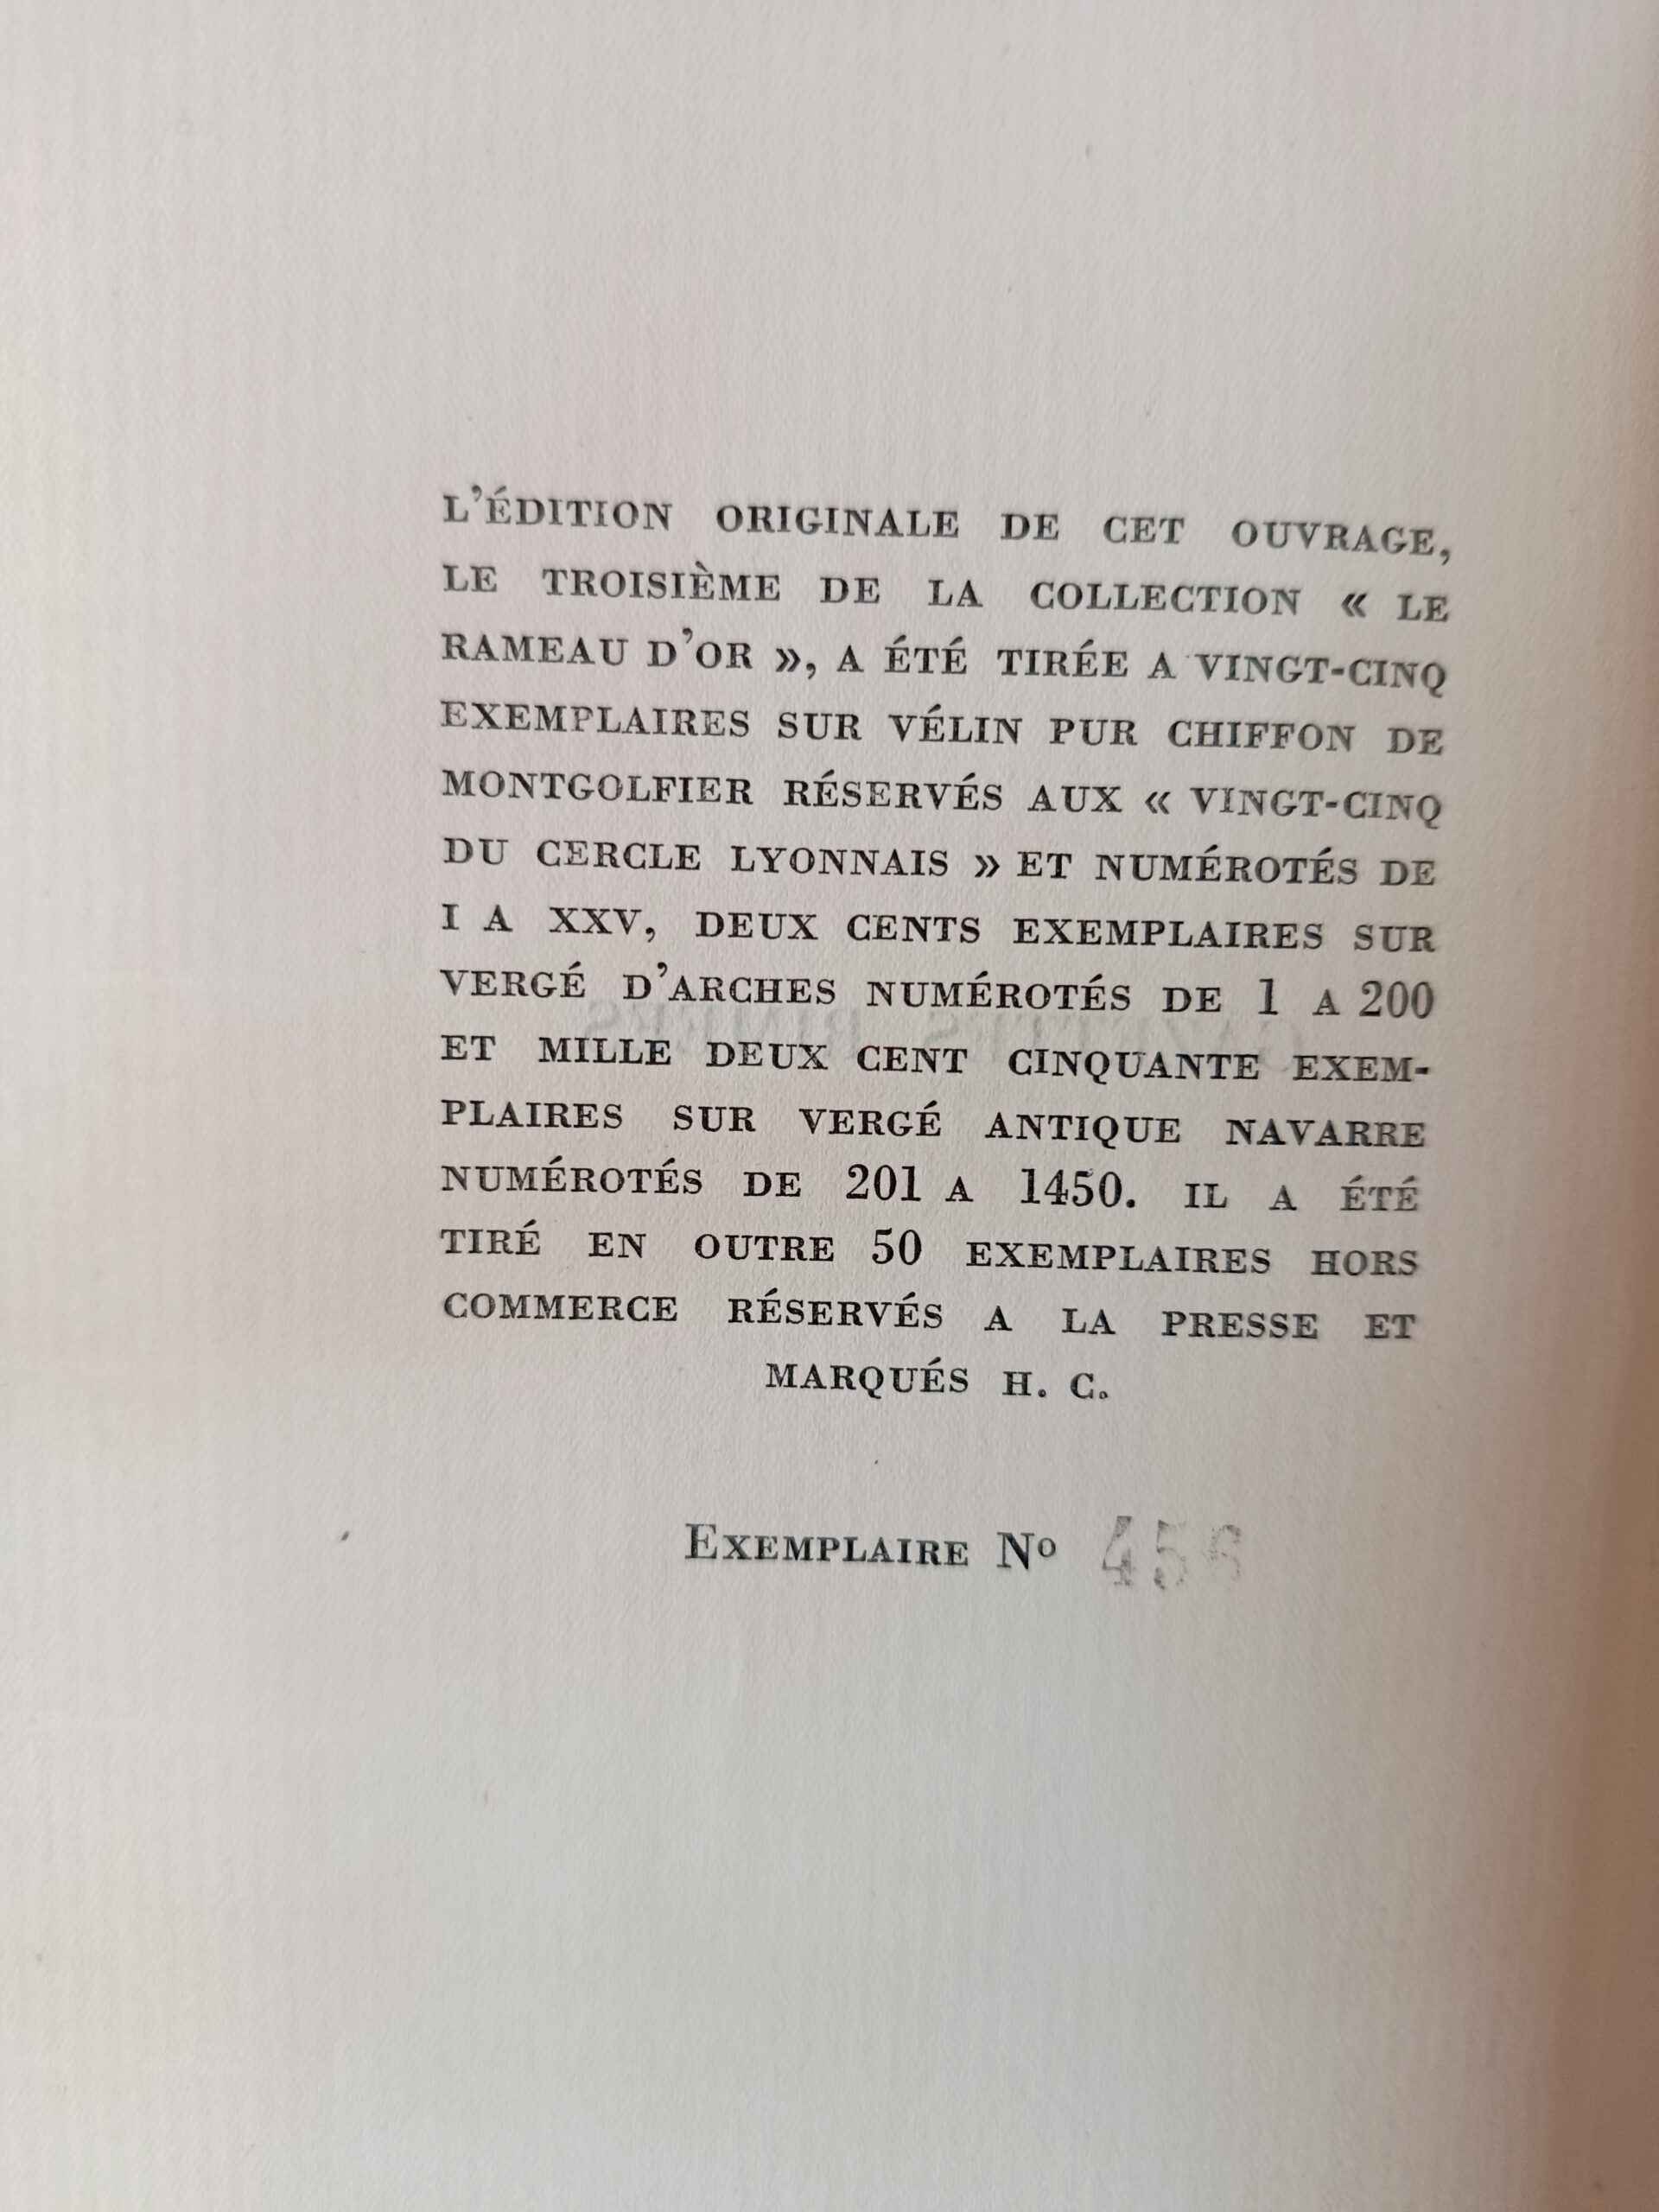 L'ÉDITION ORIGINALE DE CET OUVRAGE,
LE TROISIÈME DE LA COLLECTION « LE
RAMEAU D'OR », A ÉTÉ TIRÉE A VINGT-CINQ
EXEMPLAIRES SUR VÉLIN PUR CHIFFON DE
MONTGOLFIER RÉSERVÉS AUX « VINGT-CINQ
DU CERCLE LYONNAIS » ET NUMÉROTÉS DE
I A XXV, DEUX CENTS EXEMPLAIRES SUR
VERGÉ D'ARCHES NUMÉROTÉS DE 1 A 200
ET MILLE DEUX CENT CINQUANTE EXEM-
PLAIRES SUR VERGÉ ANTIQUE NAVARRE
NUMÉROTÉS DE 201 A 1450. IL A ÉTÉ
TIRÉ EN OUTRE 50 EXEMPLAIRES HORS
COMMERCE RÉSERVÉS A LA PRESSE ET
MARQUÉS H. C.
EXEMPLAIRE Nº